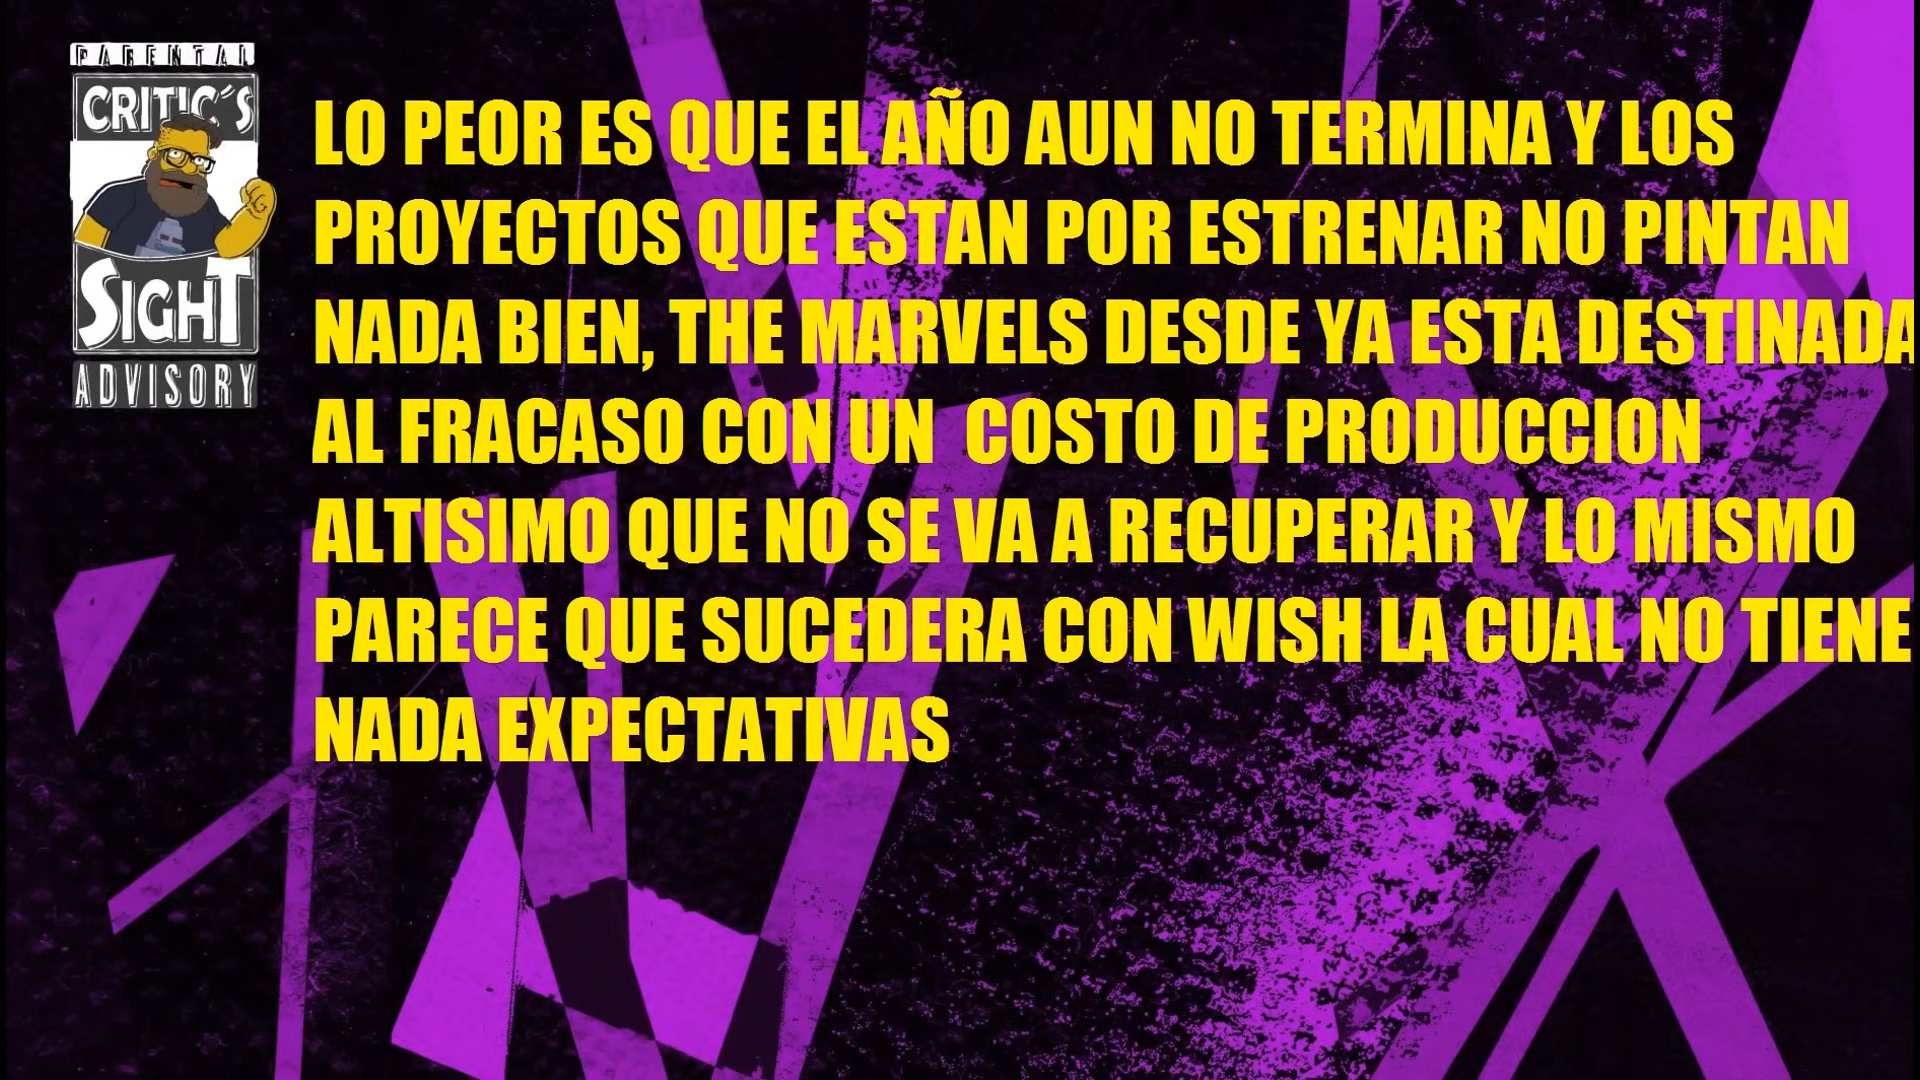 PARENTAL
CRITIC´S
SIGHT
ADVISORY
LO PEOR ES QUE EL AÑO AUN NO TERMINA Y LOS
PROYECTOS QUE ESTAN POR ESTRENAR NO PINTAN
NADA BIEN, THE MARVELS DESDE YA ESTA DESTINADA
AL FRACASO CON UN  COSTO DE PRODUCCION
ALTISIMO QUE NO SE VA A RECUPERAR Y LO MISMO
PARECE QUE SUCEDERA CON WISH LA CUAL NO TIENE
NADA EXPECTATIVAS